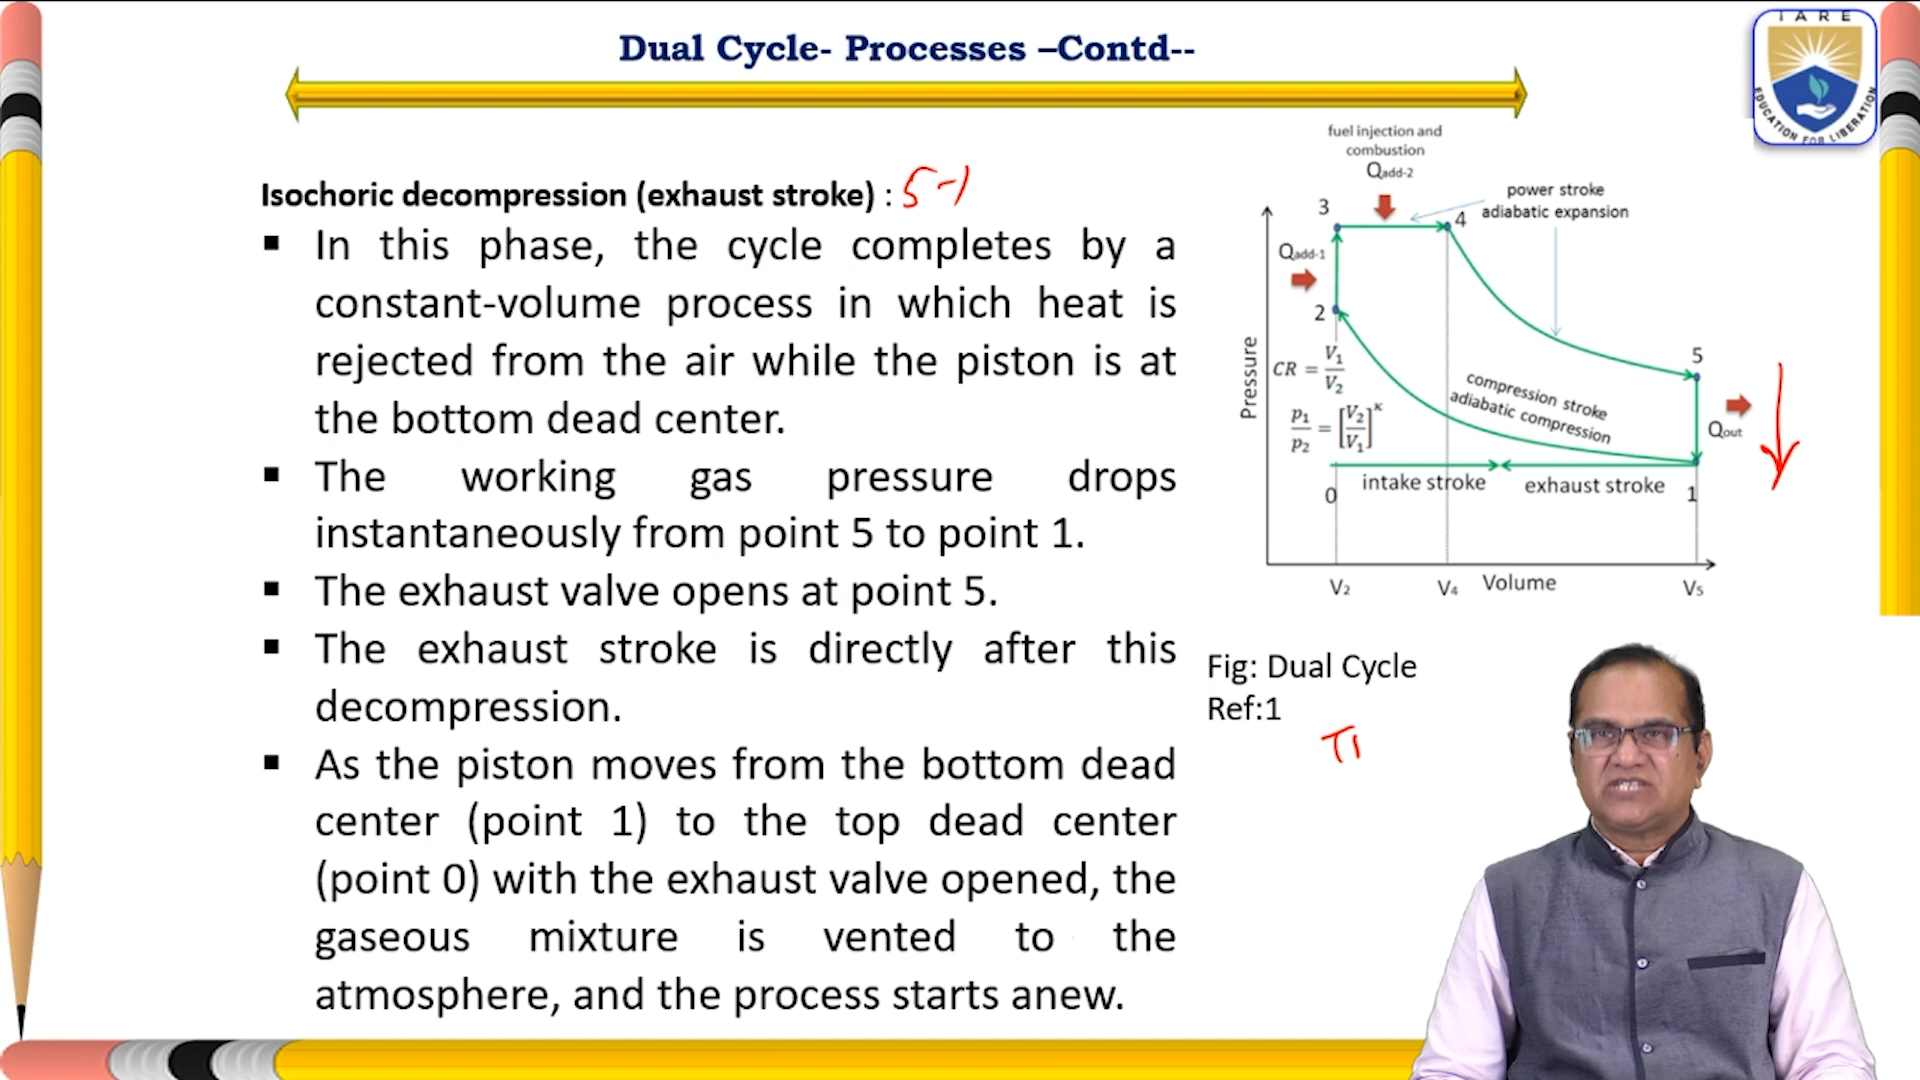 Dual Cycle- Processes –Contd--
IARE
EDUCATION FOR LIBERATION
Isochoric decompression (exhaust stroke) : 5-1
▪ In this phase, the cycle completes by a
constant-volume process in which heat is
rejected from the air while the piston is at
the bottom dead center.
▪ The working gas pressure drops
instantaneously from point 5 to point 1.
▪ The exhaust valve opens at point 5.
▪ The exhaust stroke is directly after this
decompression.
▪ As the piston moves from the bottom dead
center (point 1) to the top dead center
(point 0) with the exhaust valve opened, the
gaseous mixture is vented to the
atmosphere, and the process starts anew.
fuel injection and
combustion
Qadd-2
power stroke
adiabatic expansion
3
4
Qadd-1
2
Pressure
CR = V₁/V₂
p₁/p₂ = [V₂/V₁]^κ
compression stroke
adiabatic compression
5
Qout
intake stroke
exhaust stroke
0
1
V₂
V₄
Volume
V₅
Fig: Dual Cycle
Ref:1